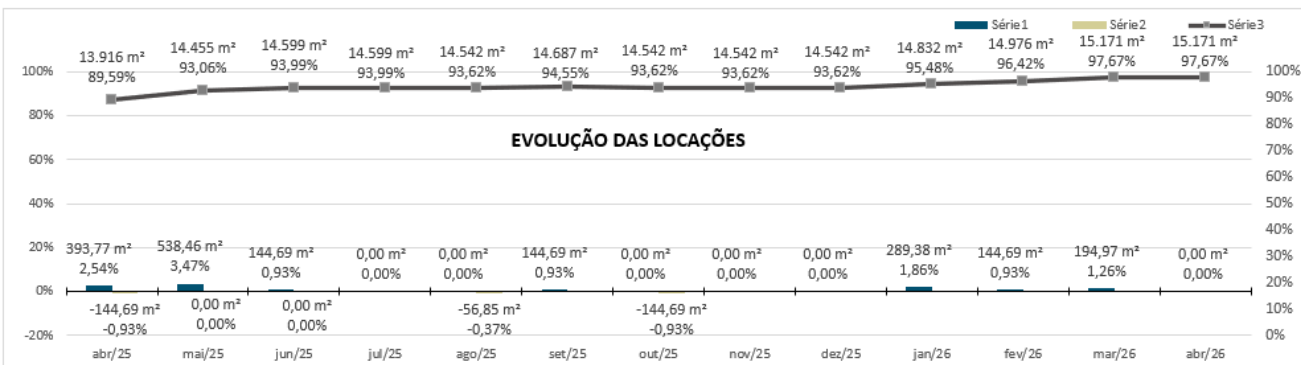 Série1 Série2 Série3
13.916 m² 14.455 m² 14.599 m² 14.599 m² 14.542 m² 14.687 m² 14.542 m² 14.542 m² 14.542 m² 14.832 m² 14.976 m² 15.171 m² 15.171 m²
89,59% 93,06% 93,99% 93,99% 93,62% 94,55% 93,62% 93,62% 93,62% 95,48% 96,42% 97,67% 97,67%
100% 100%
90%
80% 80%
EVOLUÇÃO DAS LOCAÇÕES
70%
60% 60%
50%
40% 40%
393,77 m² 538,46 m² 144,69 m² 0,00 m² 0,00 m² 144,69 m² 0,00 m² 0,00 m² 0,00 m² 289,38 m² 144,69 m² 194,97 m² 0,00 m²
20% 30%
2,54% 3,47% 0,93% 0,00% 0,00% 0,93% 0,00% 0,00% 0,00% 1,86% 0,93% 1,26% 0,00%
0% 20%
-144,69 m² 0,00 m² 0,00 m² -56,85 m² -144,69 m²
10%
-0,93% 0,00% 0,00% -0,37% -0,93%
-20% 0%
abr/25 mai/25 jun/25 jul/25 ago/25 set/25 out/25 nov/25 dez/25 jan/26 fev/26 mar/26 abr/26